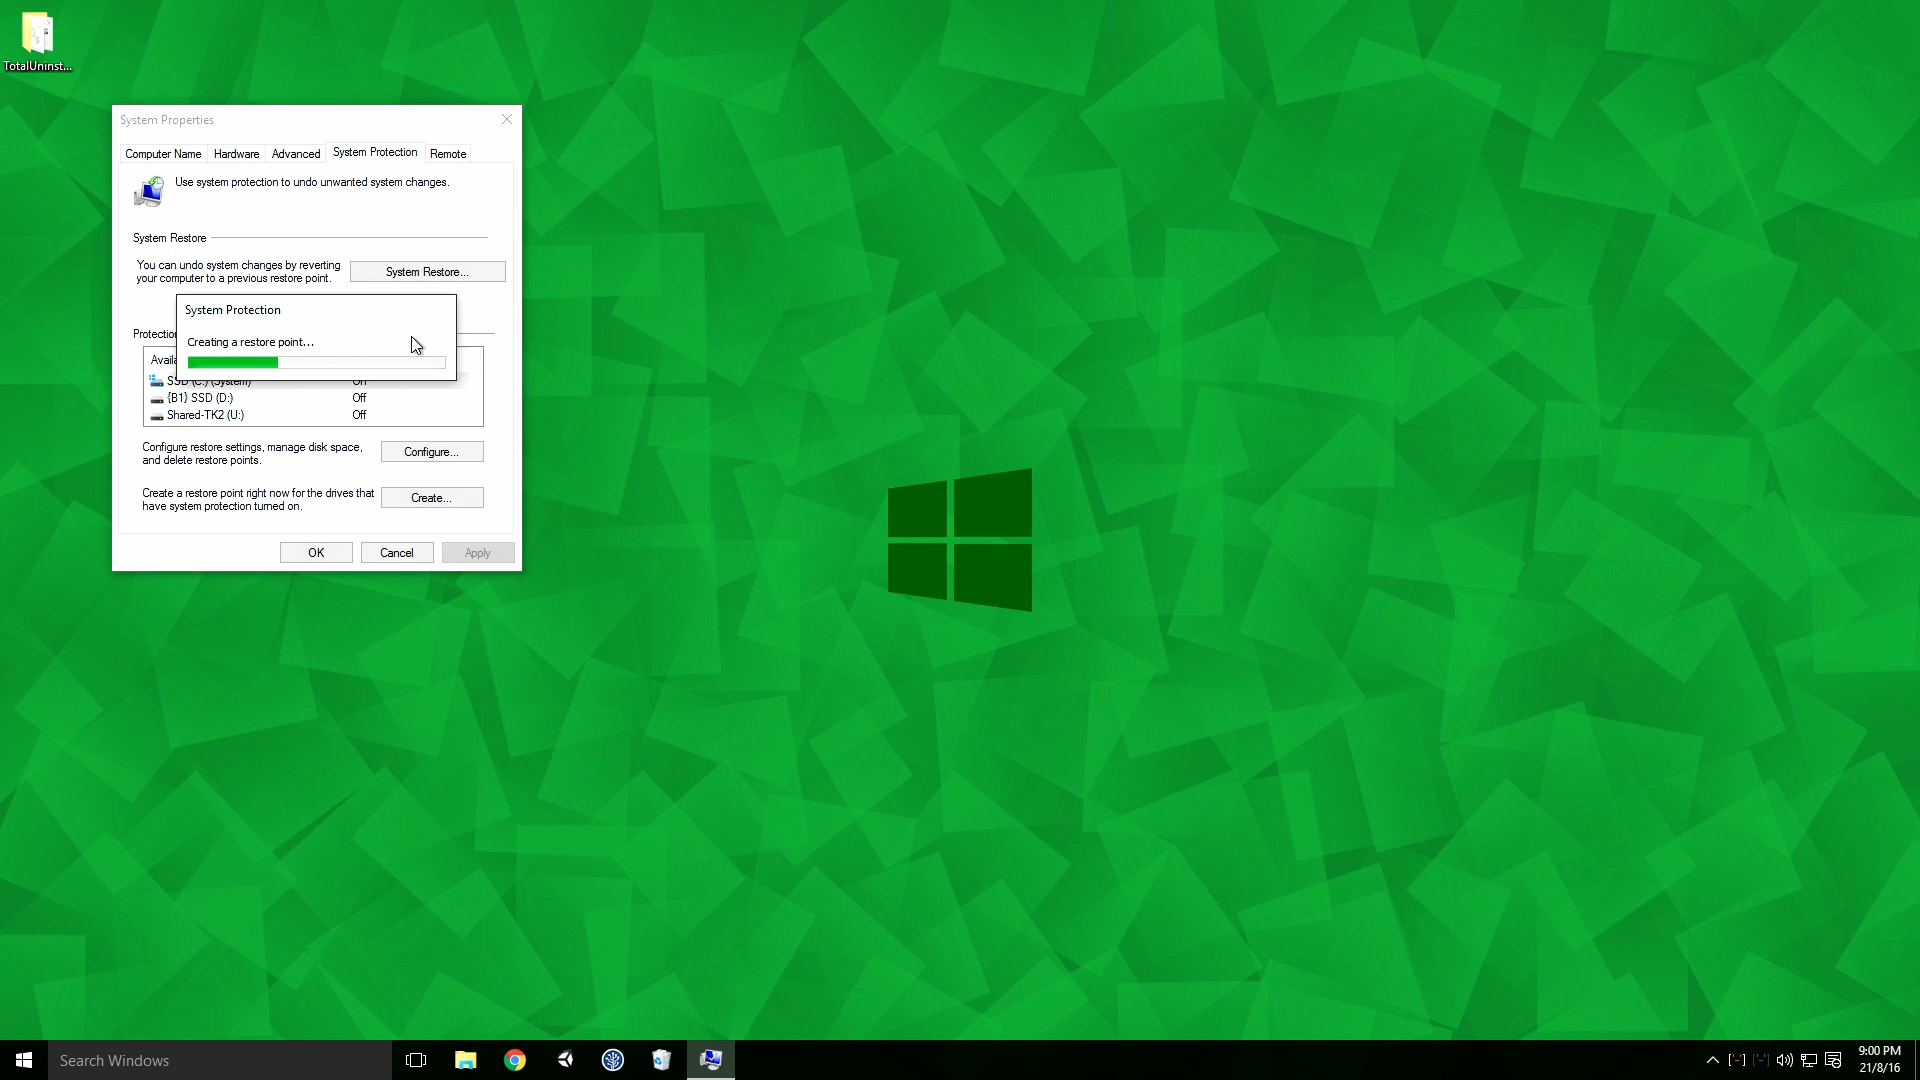 TotalUninst...
System Properties
Computer Name Hardware Advanced System Protection Remote
Use system protection to undo unwanted system changes.
System Restore
You can undo system changes by reverting
your computer to a previous restore point.
System Restore...
System Protection
Creating a restore point...
Protection
Availa
SSD (C:) (System) On
{B1} SSD (D:) Off
Shared-TK2 (U:) Off
Configure restore settings, manage disk space,
and delete restore points.
Configure...
Create a restore point right now for the drives that
have system protection turned on.
Create...
OK Cancel Apply
Search Windows
9:00 PM
21/8/16